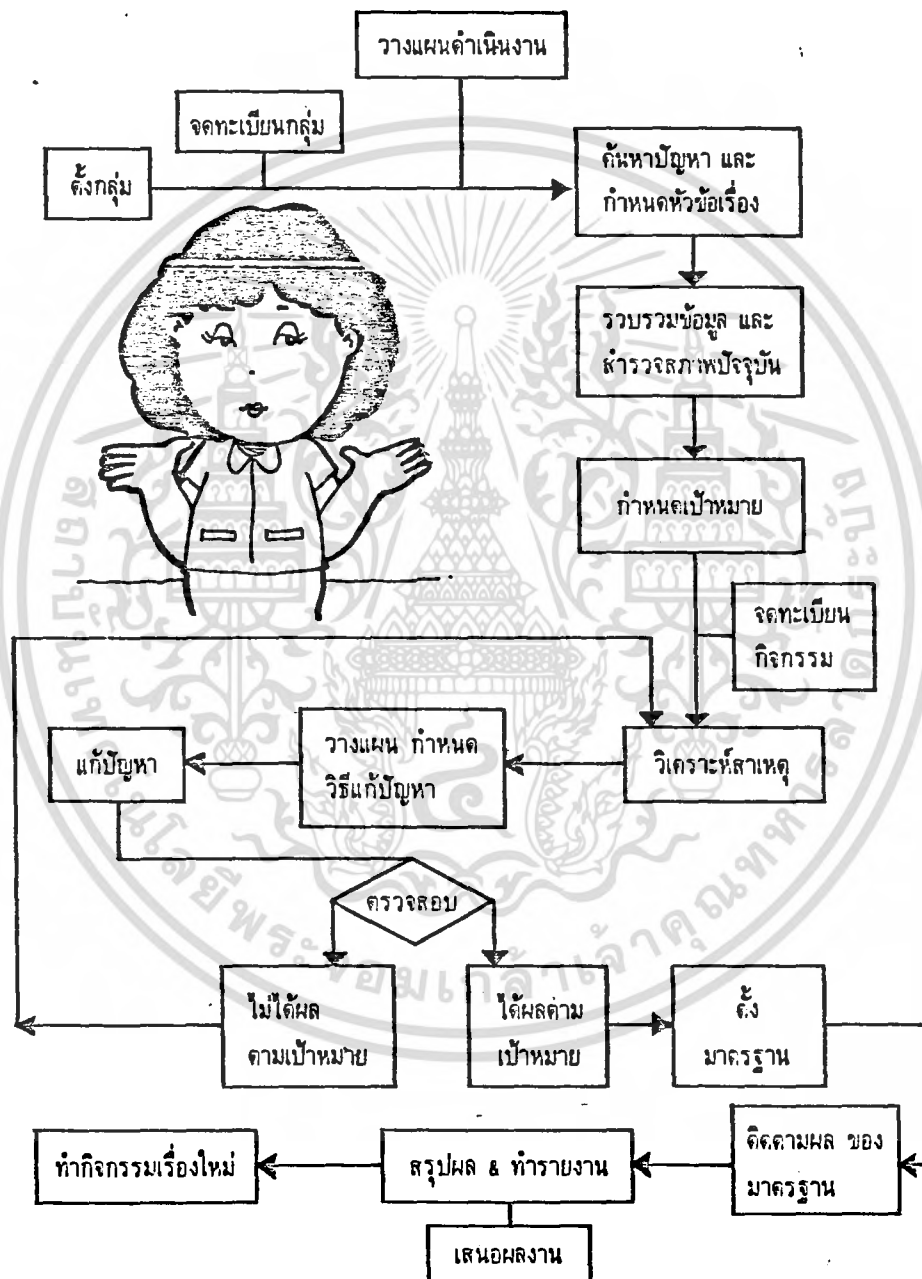 วางแผนดำเนินงาน
จดทะเบียนกลุ่ม
ตั้งกลุ่ม
ค้นหาปัญหา และ
กำหนดหัวข้อเรื่อง
รวบรวมข้อมูล และ
สำรวจสภาพปัจจุบัน
กำหนดเป้าหมาย
จดทะเบียน
กิจกรรม
วิเคราะห์สาเหตุ
วางแผน กำหนด
วิธีแก้ปัญหา
แก้ปัญหา
ตรวจสอบ
ไม่ได้ผล
ตามเป้าหมาย
ได้ผลตาม
เป้าหมาย
ตั้ง
มาตรฐาน
ติดตามผล ของ
มาตรฐาน
สรุปผล & ทำรายงาน
ทำกิจกรรมเรื่องใหม่
เสนอผลงาน